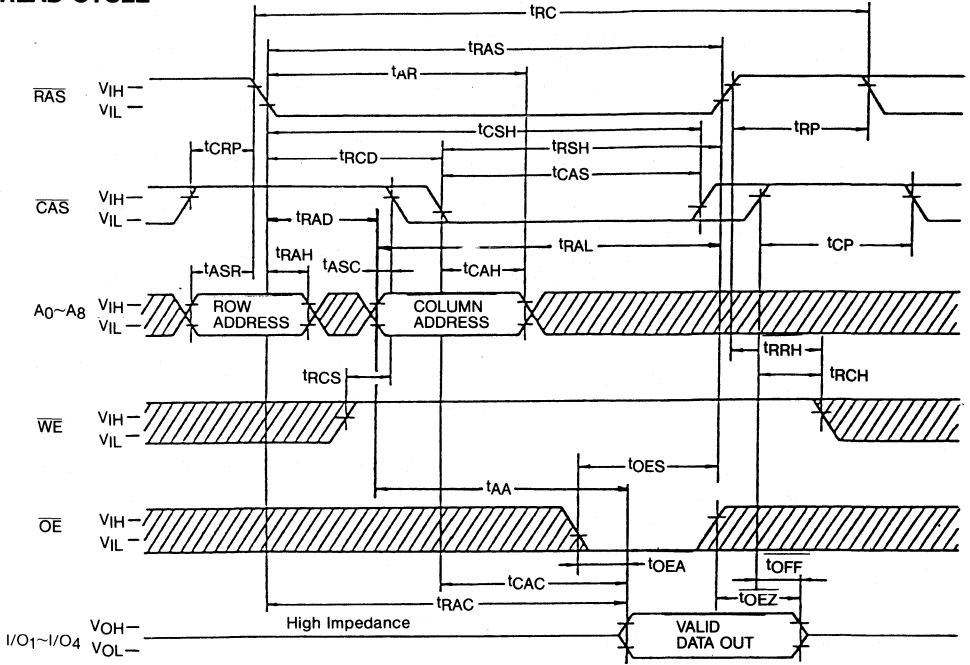 READ CYCLE
tRC
tRAS
tAR
RAS VIH
VIL
tCSH
tRP
tCRP
tRCD
tRSH
tCAS
CAS VIH
VIL
tRAD
tRAL
tCP
tASR
tRAH
tASC
tCAH
A0~A8 VIH
VIL
ROW
ADDRESS
COLUMN
ADDRESS
tRRH
tRCS
tRCH
WE VIH
VIL
tOES
tAA
OE VIH
VIL
tOEA
tOFF
tCAC
tOEZ
tRAC
I/O1~I/O4 VOH
VOL
High Impedance
VALID
DATA OUT